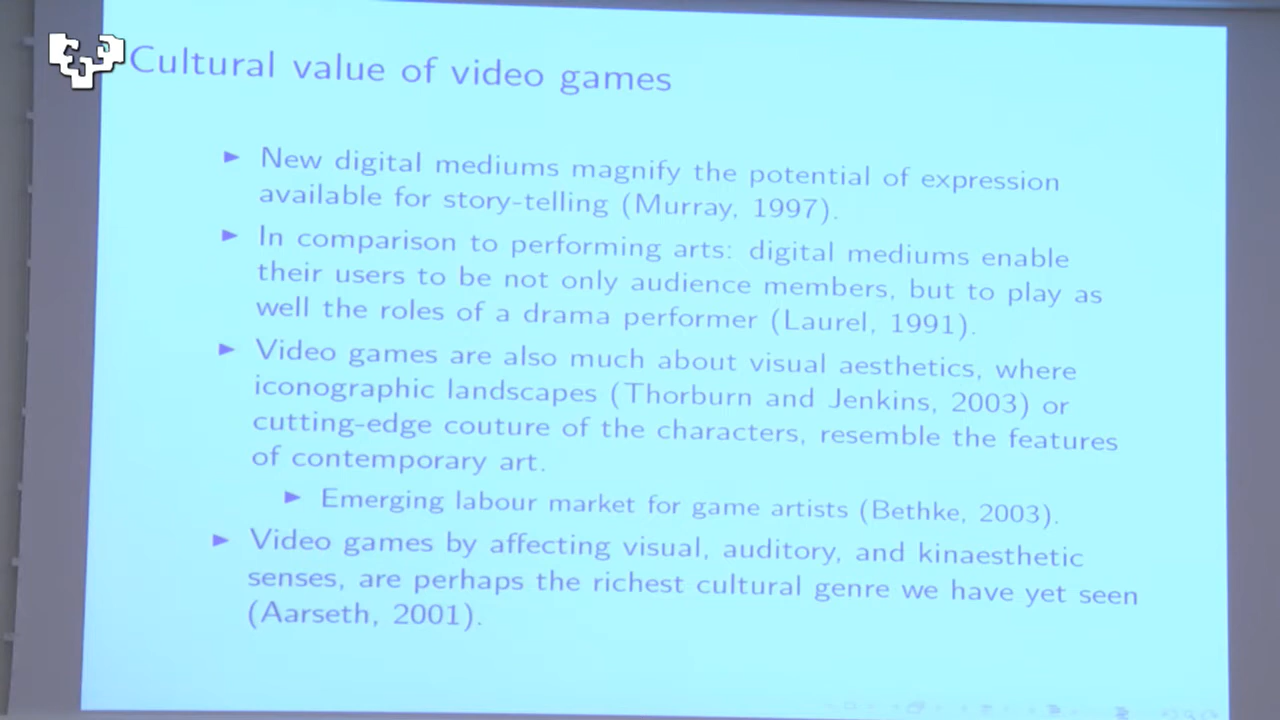 Cultural value of video games
► New digital mediums magnify the potential of expression
available for story-telling (Murray, 1997).
► In comparison to performing arts: digital mediums enable
their users to be not only audience members, but to play as
well the roles of a drama performer (Laurel, 1991).
► Video games are also much about visual aesthetics, where
iconographic landscapes (Thorburn and Jenkins, 2003) or
cutting-edge couture of the characters, resemble the features
of contemporary art.
► Emerging labour market for game artists (Bethke, 2003).
► Video games by affecting visual, auditory, and kinaesthetic
senses, are perhaps the richest cultural genre we have yet seen
(Aarseth, 2001).